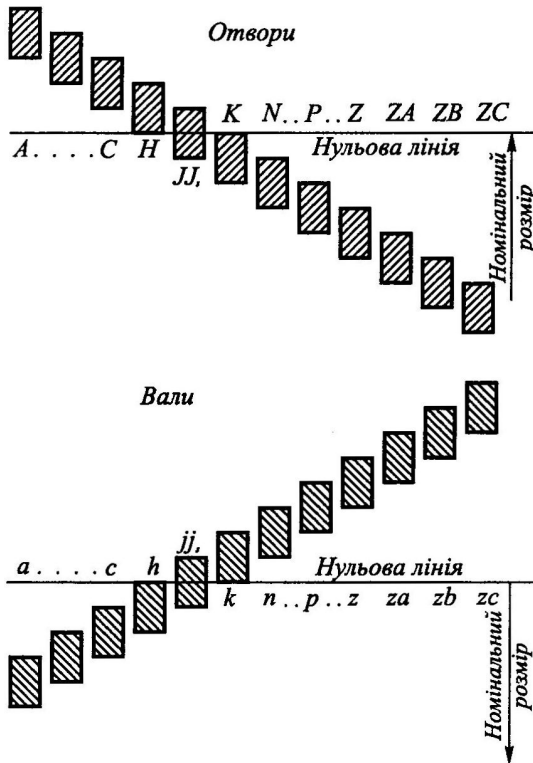 Отвори
K N . . P . . Z ZA ZB ZC
A . . . . C H Нульова лінія
JJ,
Номінальний
розмір
Вали
jj,
a . . . . c h Нульова лінія
k n . . p . . z za zb zc
Номінальний
розмір